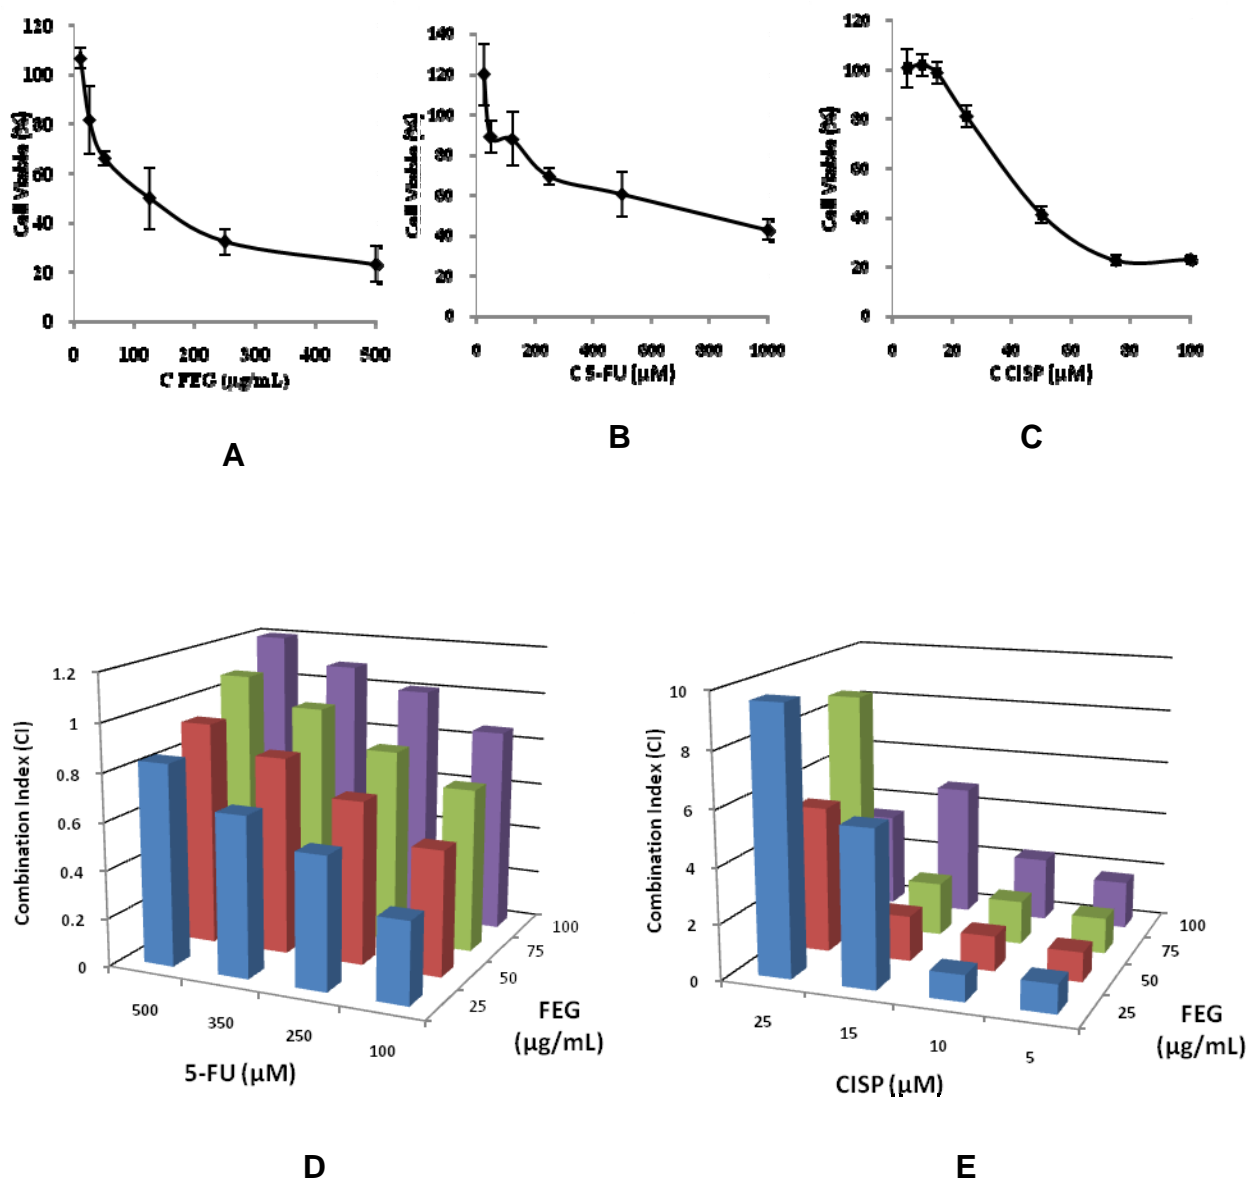 120
100
80
60
40
20
0
0 100 200 300 400 500
Cell Viable (%)
C FEG (µg/mL)
A
140
120
100
80
60
40
20
0
0 200 400 600 800 1000
Cell Viable (%)
C 5-FU (µM)
B
120
100
80
60
40
20
0
0 20 40 60 80 100
Cell Viable (%)
C CISP (µM)
C
1.2
1
0.8
0.6
0.4
0.2
0
Combination Index (CI)
500 350 250 100
5-FU (µM)
100
75
50
25
FEG
(µg/mL)
D
10
8
6
4
2
0
Combination Index (CI)
25 15 10 5
CISP (µM)
100
75
50
25
FEG
(µg/mL)
E